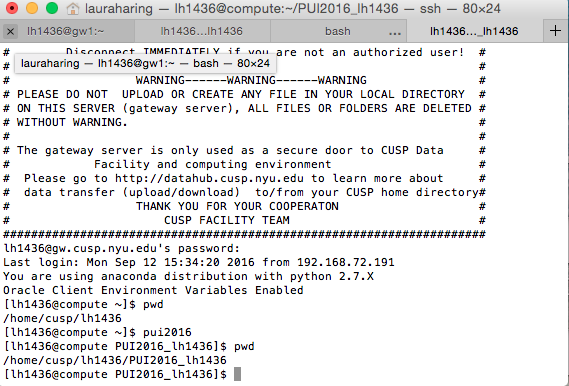 lauraharing — lh1436@compute:~/PUI2016_lh1436 — ssh — 80×24
lh1436@gw1:~ lh1436...lh1436 bash ... lh1436..._lh1436 +
# Disconnect IMMEDIATELY if you are not an authorized user! #
lauraharing — lh1436@gw1:~ — bash — 80×24
# WARNING------WARNING------WARNING #
# PLEASE DO NOT UPLOAD OR CREATE ANY FILE IN YOUR LOCAL DIRECTORY #
# ON THIS SERVER (gateway server), ALL FILES OR FOLDERS ARE DELETED #
# WITHOUT WARNING. #
# #
# The gateway server is only used as a secure door to CUSP Data #
# Facility and computing environment #
# Please go to http://datahub.cusp.nyu.edu to learn more about #
# data transfer (upload/download) to/from your CUSP home directory#
# THANK YOU FOR YOUR COOPERATON #
# CUSP FACILITY TEAM #
#####################################################################
lh1436@gw.cusp.nyu.edu's password:
Last login: Mon Sep 12 15:34:20 2016 from 192.168.72.191
You are using anaconda distribution with python 2.7.X
Oracle Client Environment Variables Enabled
[lh1436@compute ~]$ pwd
/home/cusp/lh1436
[lh1436@compute ~]$ pui2016
[lh1436@compute PUI2016_lh1436]$ pwd
/home/cusp/lh1436/PUI2016_lh1436
[lh1436@compute PUI2016_lh1436]$